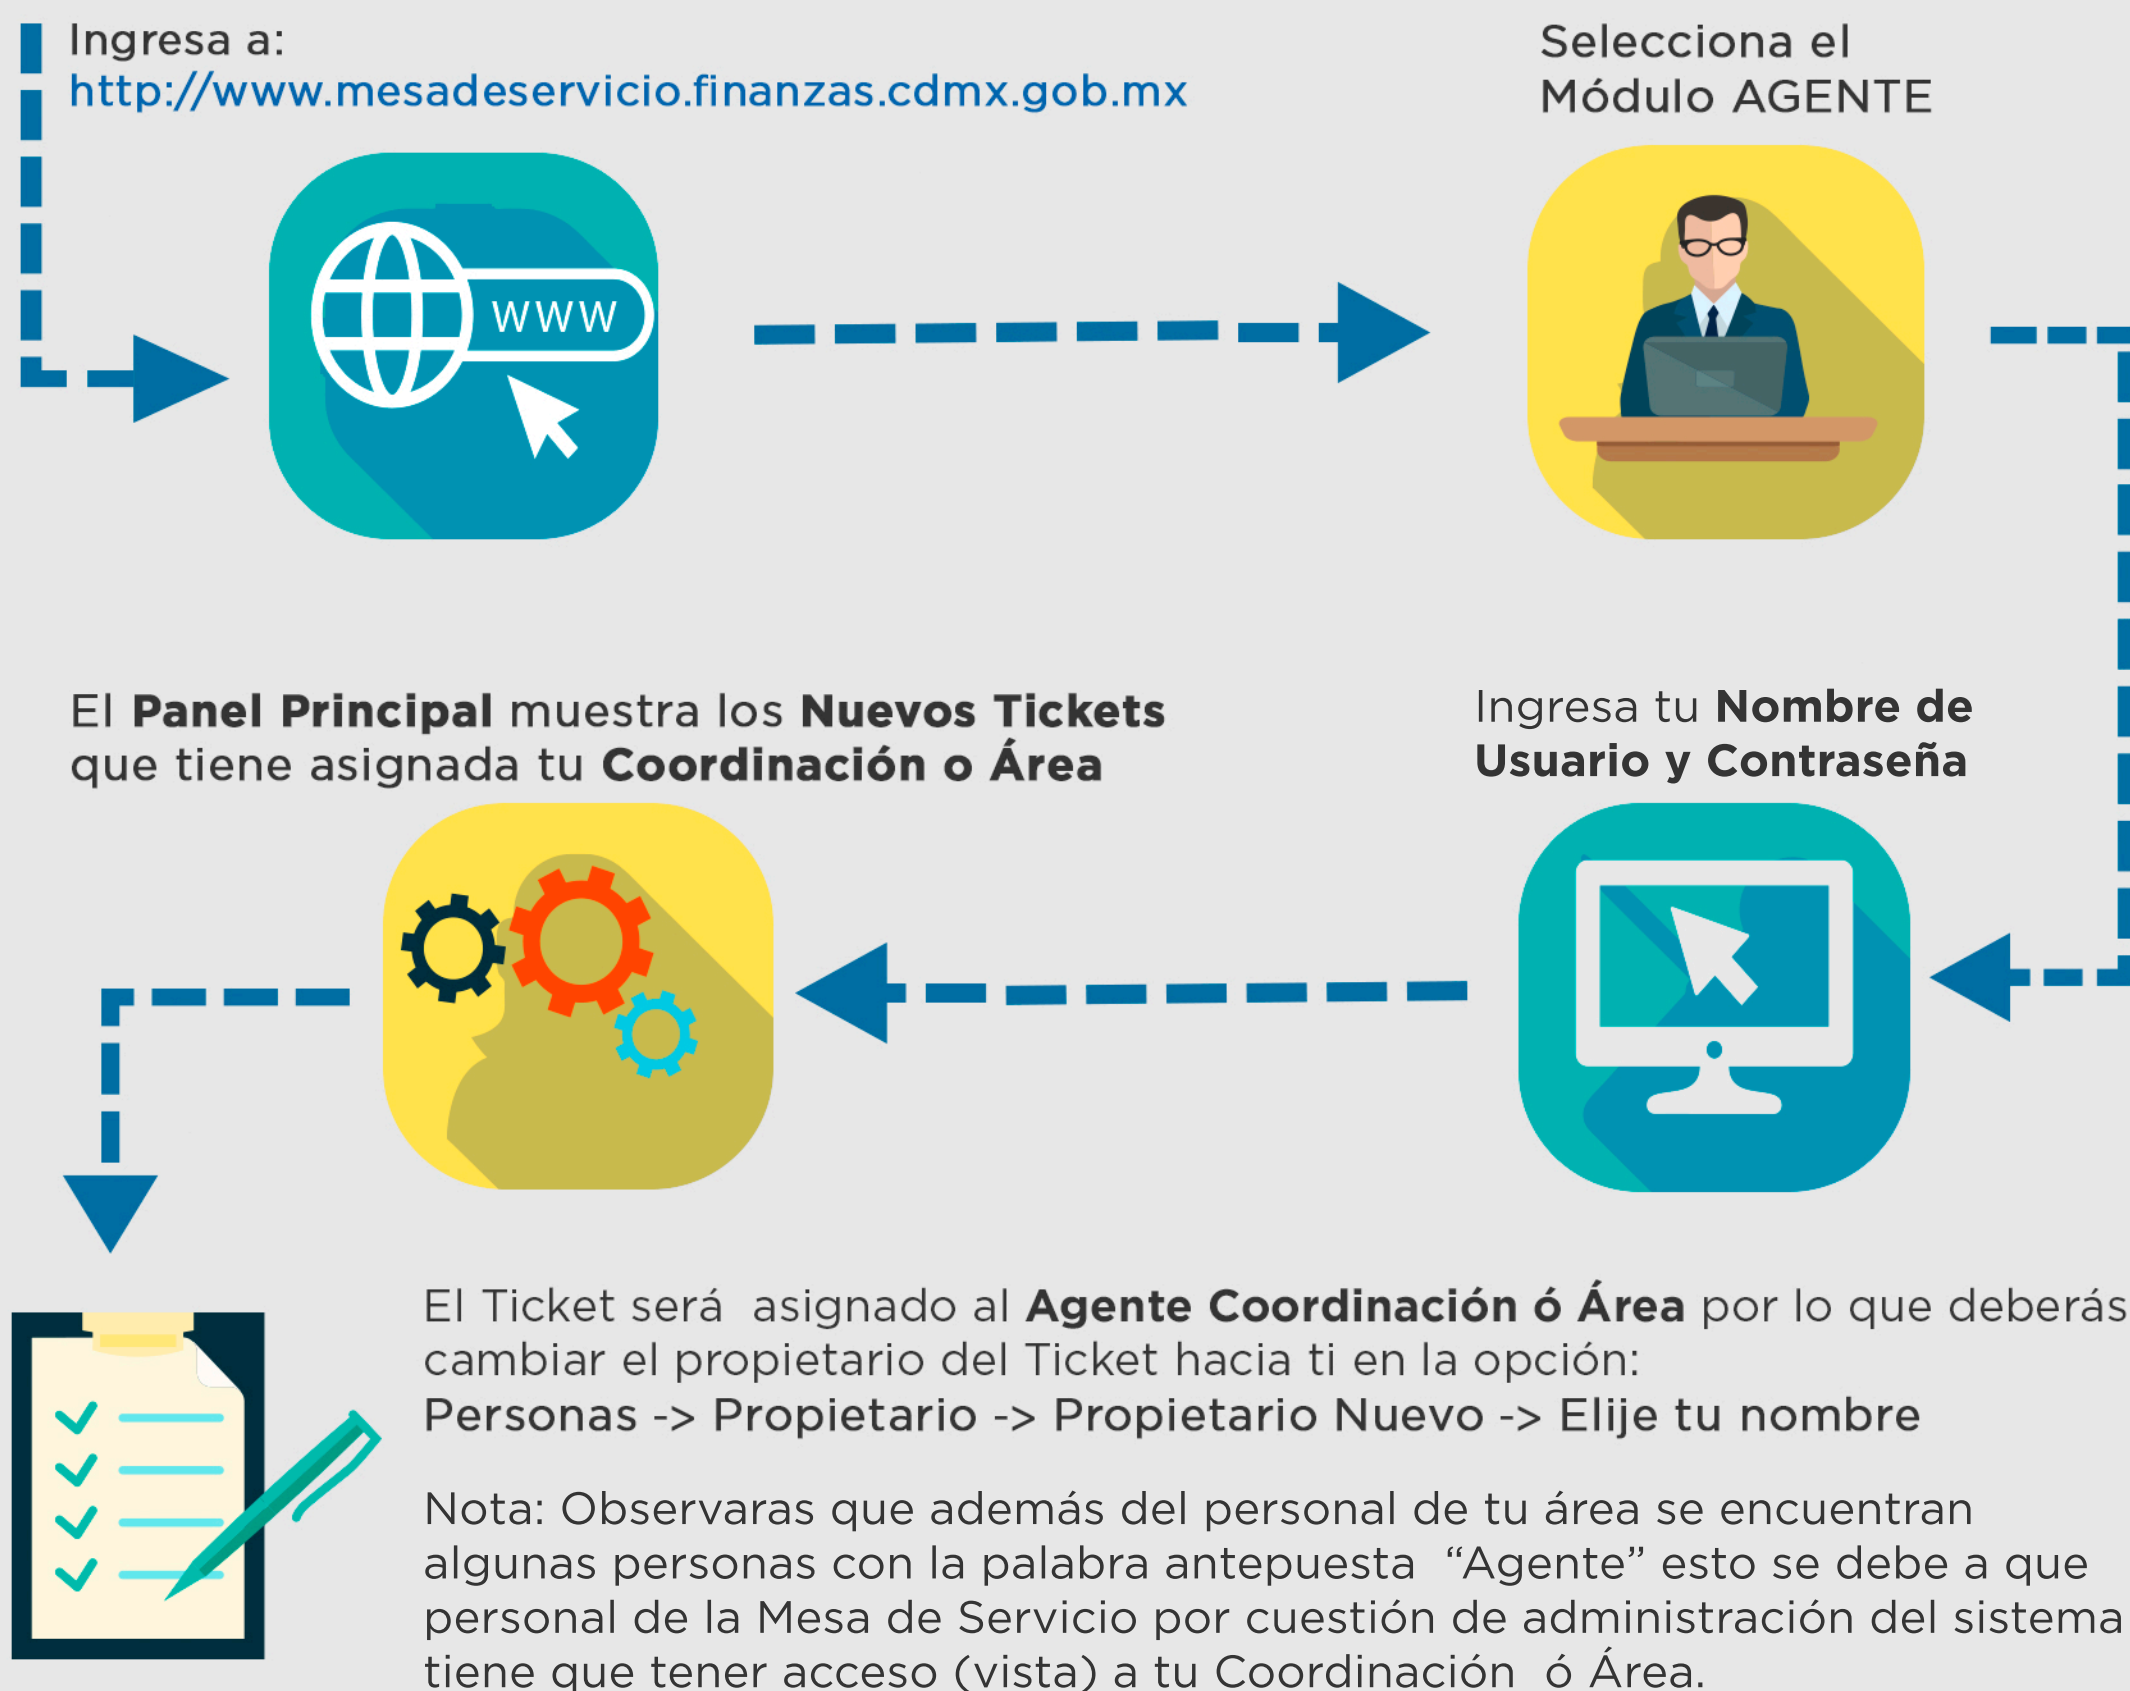 Ingresa a:
http://www.mesadeservicio.finanzas.cdmx.gob.mx
Selecciona el
Módulo AGENTE
WWW
Ingresa tu Nombre de
Usuario y Contraseña
El Panel Principal muestra los Nuevos Tickets
que tiene asignada tu Coordinación o Área
El Ticket será  asignado al Agente Coordinación ó Área por lo que deberás
cambiar el propietario del Ticket hacia ti en la opción:
Personas -> Propietario -> Propietario Nuevo -> Elije tu nombre
Nota: Observaras que además del personal de tu área se encuentran
algunas personas con la palabra antepuesta  “Agente” esto se debe a que
personal de la Mesa de Servicio por cuestión de administración del sistema
tiene que tener acceso (vista) a tu Coordinación  ó Área.